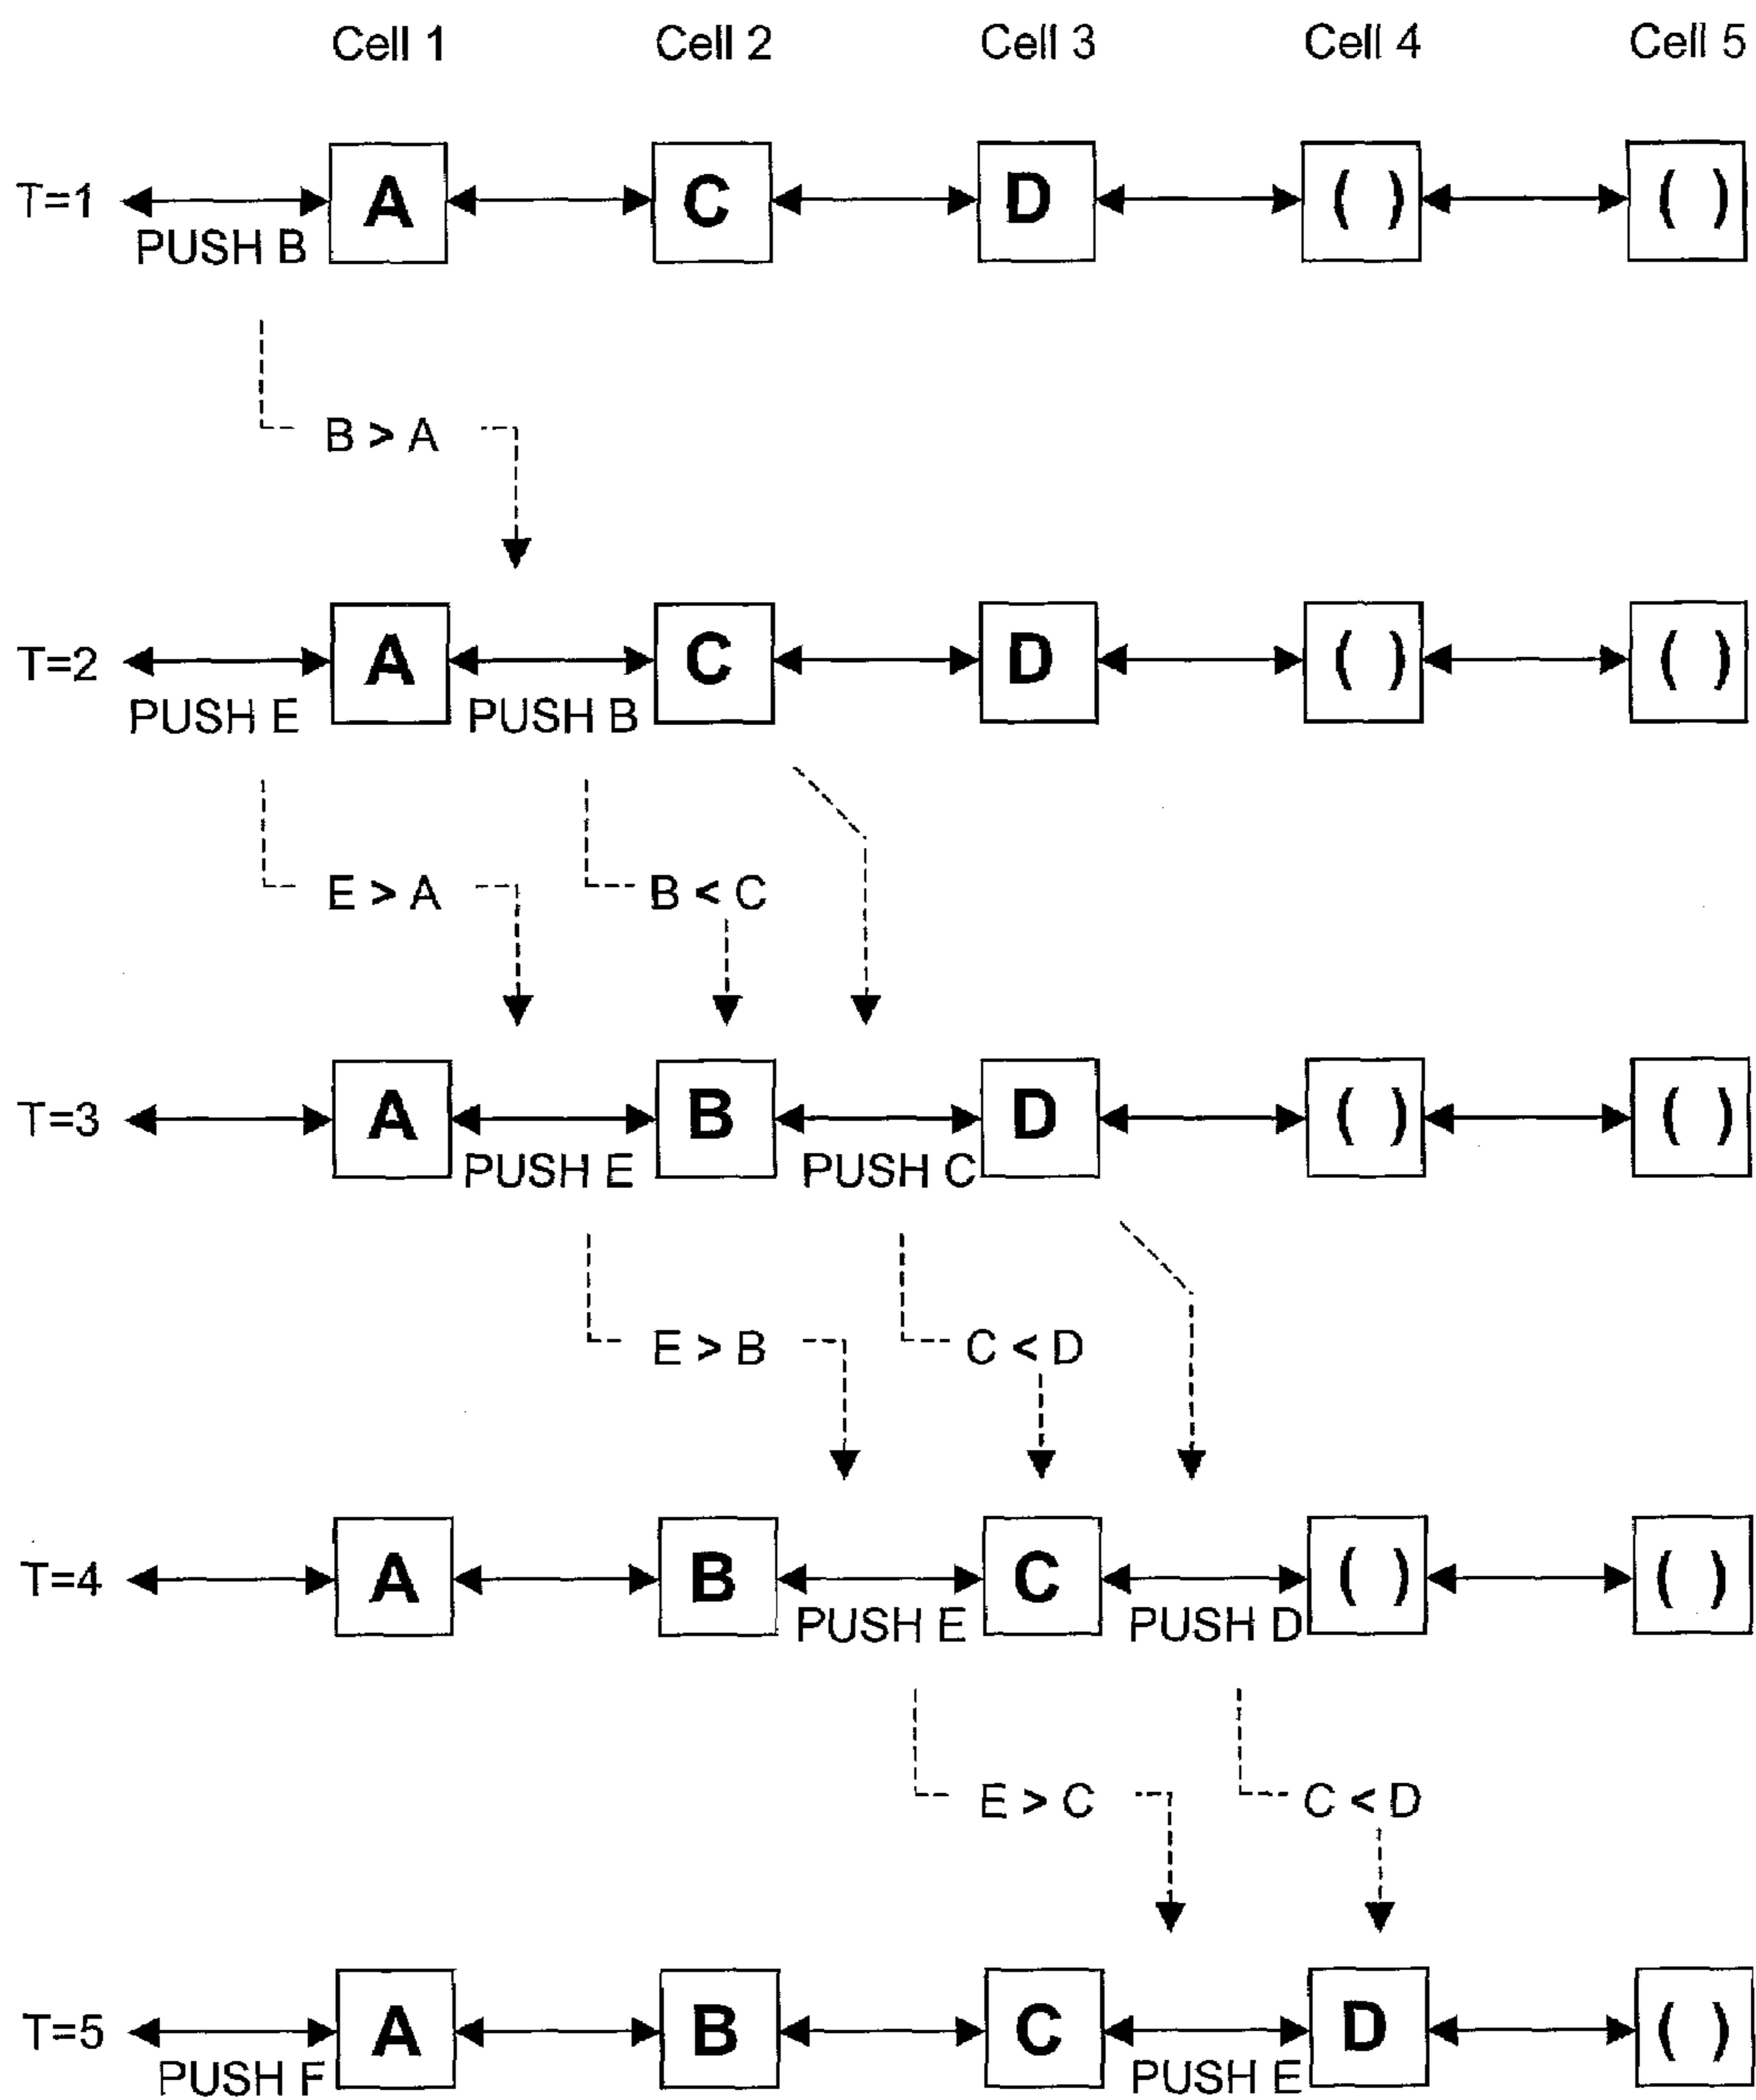 Cell 1 Cell 2 Cell 3 Cell 4 Cell 5
T=1 A C D ( ) ( )
PUSH B
B > A
T=2 A C D ( ) ( )
PUSH E PUSH B
E > A B < C
T=3 A B D ( ) ( )
PUSH E PUSH C
E > B C < D
T=4 A B C ( ) ( )
PUSH E PUSH D
E > C C < D
T=5 A B C D ( )
PUSH F PUSH E